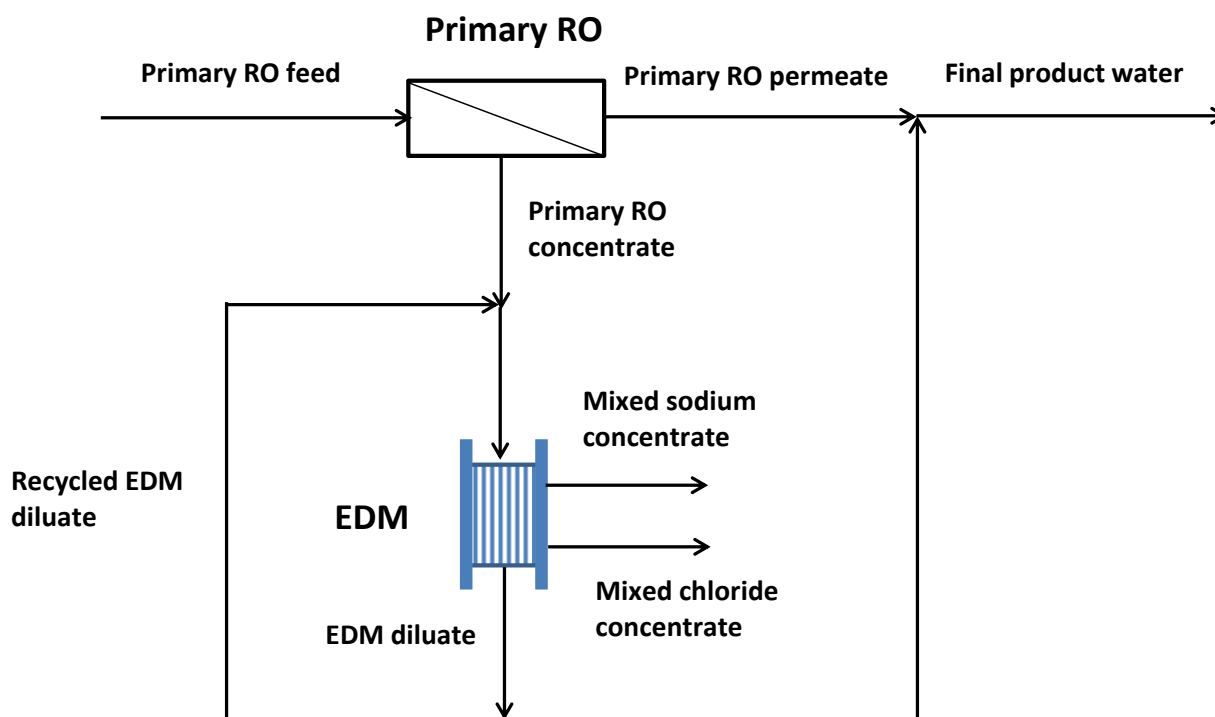 Primary RO
Primary RO feed
Primary RO permeate
Final product water
Primary RO
concentrate
Mixed sodium
concentrate
Recycled EDM
diluate
EDM
Mixed chloride
concentrate
EDM diluate